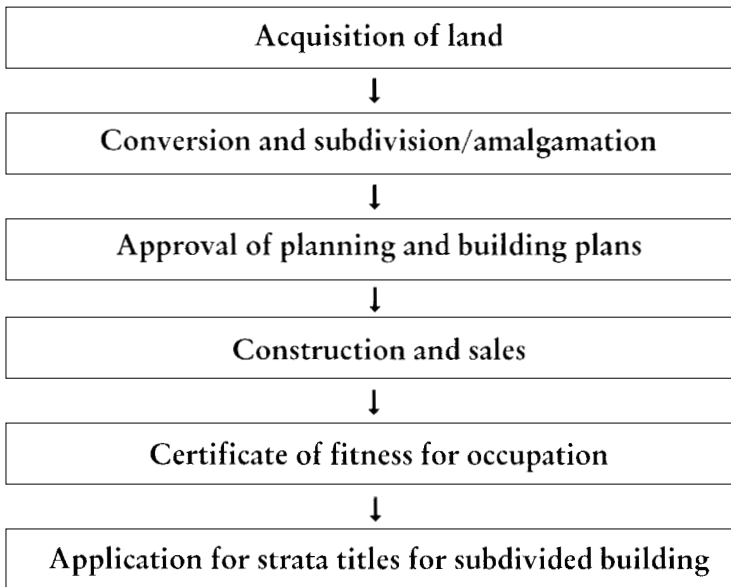 Acquisition of land
Conversion and subdivision/amalgamation
Approval of planning and building plans
Construction and sales
Certificate of fitness for occupation
Application for strata titles for subdivided building